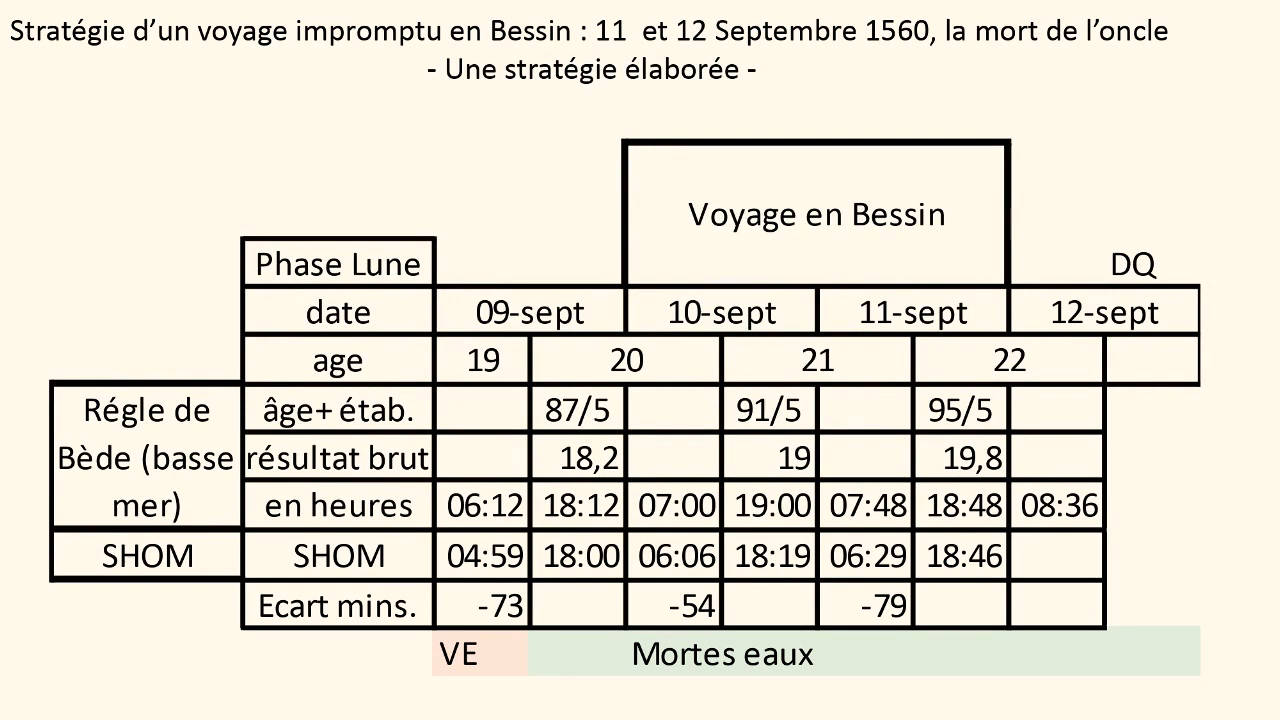 Stratégie d’un voyage impromptu en Bessin : 11 et 12 Septembre 1560, la mort de l’oncle
- Une stratégie élaborée -
Voyage en Bessin
Phase Lune DQ
date 09-sept 10-sept 11-sept 12-sept
age 19 20 21 22
Régle de âge+ étab. 87/5 91/5 95/5
Bède (basse résultat brut 18,2 19 19,8
mer) en heures 06:12 18:12 07:00 19:00 07:48 18:48 08:36
SHOM SHOM 04:59 18:00 06:06 18:19 06:29 18:46
Ecart mins. -73 -54 -79
VE Mortes eaux